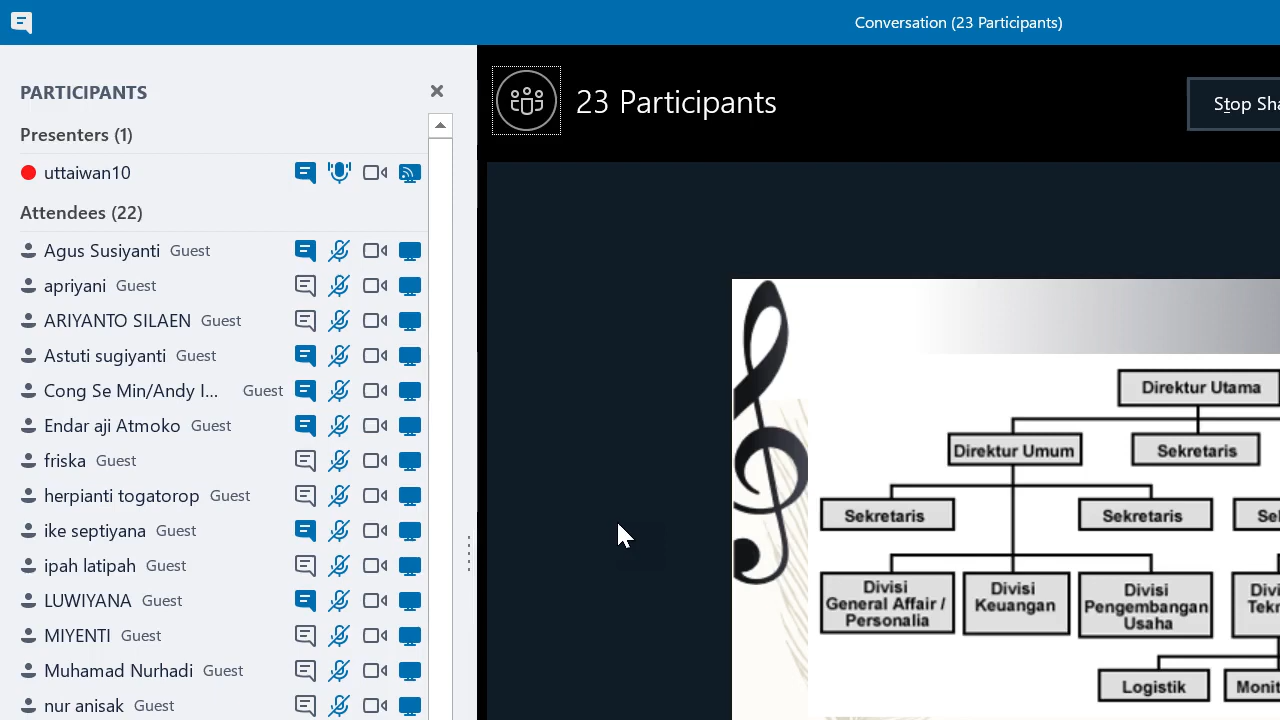 Conversation (23 Participants)
PARTICIPANTS
Presenters (1)
uttaiwan10
Attendees (22)
Agus Susiyanti Guest
apriyani Guest
ARIYANTO SILAEN Guest
Astuti sugiyanti Guest
Cong Se Min/Andy I... Guest
Endar aji Atmoko Guest
friska Guest
herpianti togatorop Guest
ike septiyana Guest
ipah latipah Guest
LUWIYANA Guest
MIYENTI Guest
Muhamad Nurhadi Guest
nur anisak Guest
23 Participants
Stop Sha
Direktur Utama
Direktur Umum
Sekretaris
Sekretaris
Sekretaris
Divisi
General Affair /
Personalia
Divisi
Keuangan
Divisi
Pengembangan
Usaha
Logistik